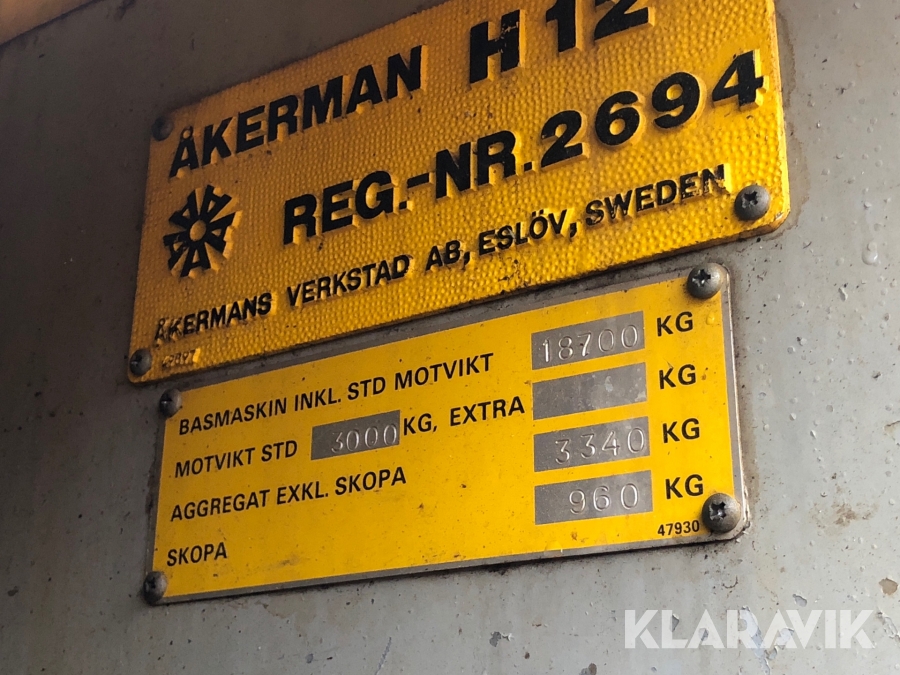 ÅKERMAN H12
REG.-NR. 2694
ÅKERMANS VERKSTAD AB, ESLÖV, SWEDEN
BASMASKIN INKL. STD MOTVIKT 18700 KG
MOTVIKT STD 3000 KG, EXTRA KG
AGGREGAT EXKL. SKOPA 3340 KG
SKOPA 960 KG
47930
KLARAVIK